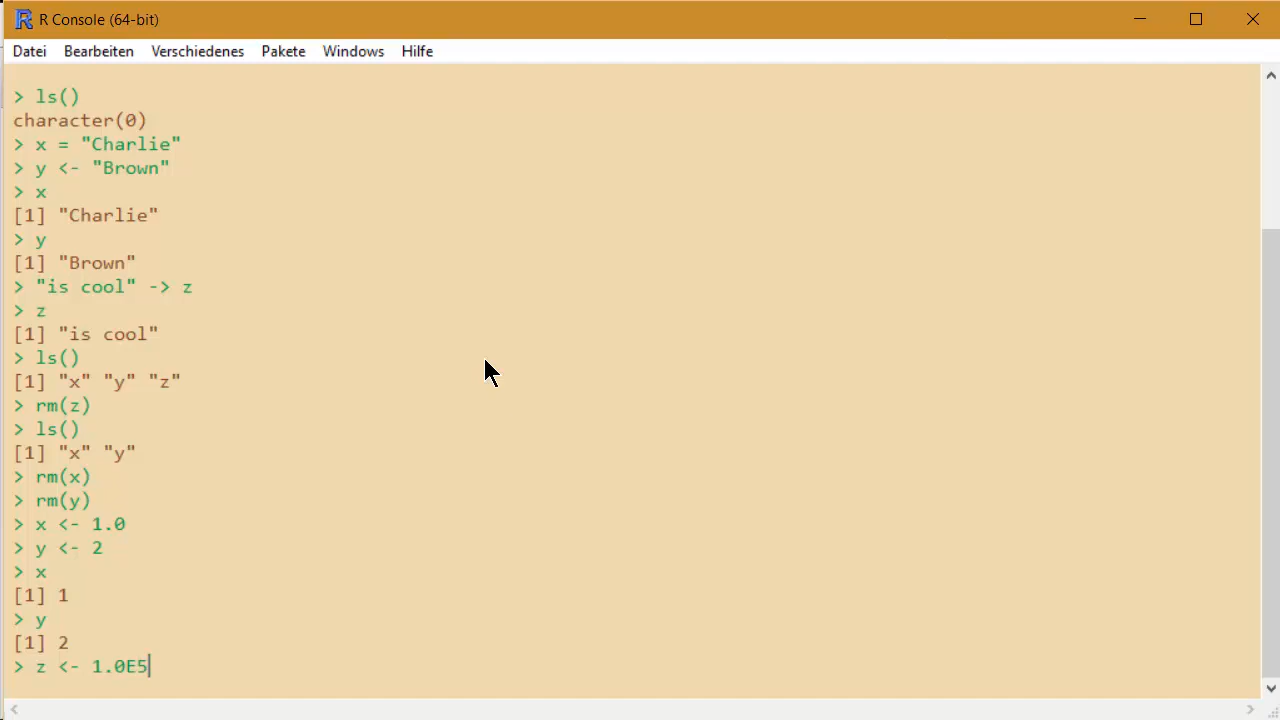 R Console (64-bit)
Datei Bearbeiten Verschiedenes Pakete Windows Hilfe
> ls()
character(0)
> x = "Charlie"
> y <- "Brown"
> x
[1] "Charlie"
> y
[1] "Brown"
> "is cool" -> z
> z
[1] "is cool"
> ls()
[1] "x" "y" "z"
> rm(z)
> ls()
[1] "x" "y"
> rm(x)
> rm(y)
> x <- 1.0
> y <- 2
> x
[1] 1
> y
[1] 2
> z <- 1.0E5